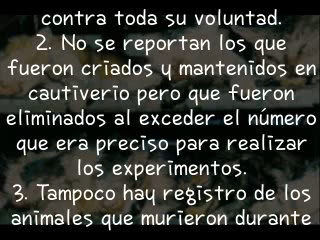 contra toda su voluntad.
2. No se reportan los que
fueron criados y mantenidos en
cautiverio pero que fueron
eliminados al exceder el número
que era preciso para realizar
los experimentos.
3. Tampoco hay registro de los
animales que murieron durante